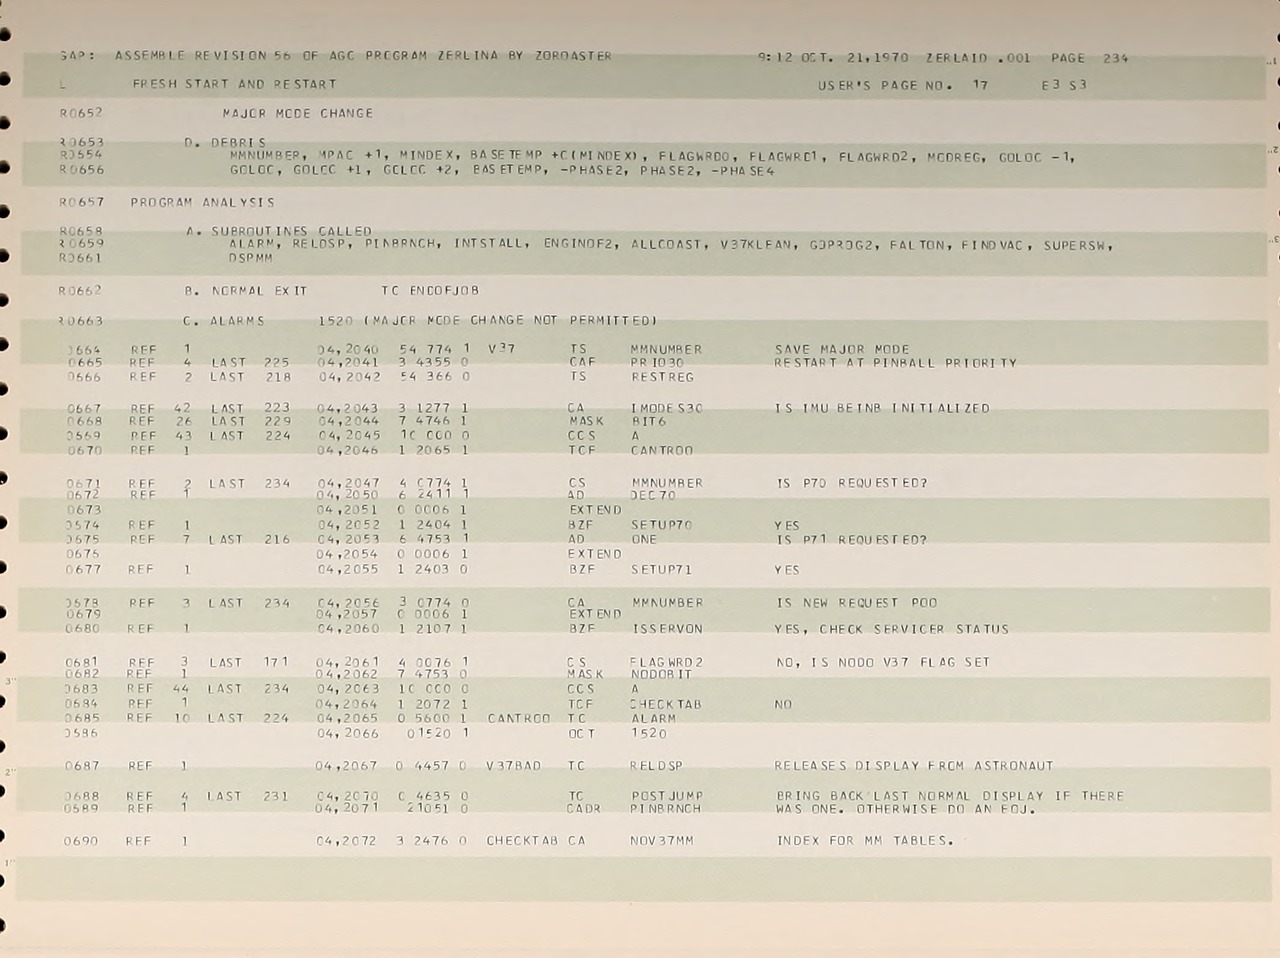 GAP: ASSEMBLE REVISION 56 OF AGC PROGRAM ZERLINA BY ZOROASTER 9:12 OCT. 21,1970 ZERLAID .001 PAGE 234
L FRESH START AND RESTART USER'S PAGE NO. 17 E3 S3
R0652 MAJOR MODE CHANGE
R0653 D. DEBRIS
R0654 MMNUMBER, MPAC +1, MINDEX, BASETEMP +C(MINDEX), FLAGWRD0, FLAGWRD1, FLAGWRD2, MODREG, GOLOC -1,
R0656 GOLOC, GOLOC +1, GOLOC +2, BASETEMP, -PHASE2, PHASE2, -PHASE4
R0657 PROGRAM ANALYSIS
R0658 A. SUBROUTINES CALLED
R0659 ALARM, RELDSP, PINBRNCH, INTSTALL, ENGINOF2, ALLCOAST, V37KLEAN, GOPROG2, FALTON, FINDVAC, SUPERSW,
R0661 DSPMM
R0662 B. NORMAL EXIT TC ENDOFJOB
R0663 C. ALARMS 1520 (MAJOR MODE CHANGE NOT PERMITTED)
0664 REF 1 04,2040 54 774 1 V37 TS MMNUMBER SAVE MAJOR MODE
0665 REF 4 LAST 225 04,2041 3 4355 0 CAF PRIO30 RESTART AT PINBALL PRIORITY
0666 REF 2 LAST 218 04,2042 54 366 0 TS RESTREG
0667 REF 42 LAST 223 04,2043 3 1277 1 CA IMODES30 IS IMU BEINB INITIALIZED
0668 REF 26 LAST 229 04,2044 7 4746 1 MASK BIT6
0669 REF 43 LAST 224 04,2045 10 000 0 CCS A
0670 REF 1 04,2046 1 2065 1 TCF CANTROO
0671 REF 2 LAST 234 04,2047 4 0774 1 CS MMNUMBER IS P70 REQUESTED?
0672 REF 1 04,2050 6 2411 1 AD DEC70
0673 04,2051 0 0006 1 EXTEND
0674 REF 1 04,2052 1 2404 1 BZF SETUP70 YES
0675 REF 7 LAST 216 04,2053 6 4753 1 AD ONE IS P71 REQUESTED?
0676 04,2054 0 0006 1 EXTEND
0677 REF 1 04,2055 1 2403 0 BZF SETUP71 YES
0678 REF 3 LAST 234 04,2056 3 0774 0 CA MMNUMBER IS NEW REQUEST POO
0679 04,2057 0 0006 1 EXTEND
0680 REF 1 04,2060 1 2107 1 BZF ISSERVON YES, CHECK SERVICER STATUS
0681 REF 3 LAST 171 04,2061 4 0076 1 CS FLAGWRD2 NO, IS NODO V37 FLAG SET
0682 REF 1 04,2062 7 4753 0 MASK NODOBIT
0683 REF 44 LAST 234 04,2063 10 000 0 CCS A
0684 REF 1 04,2064 1 2072 1 TCF CHECKTAB NO
0685 REF 10 LAST 224 04,2065 0 5600 1 CANTROO TC ALARM
0686 04,2066 01520 1 OCT 1520
0687 REF 1 04,2067 0 4457 0 V37BAD TC RELDSP RELEASES DISPLAY FROM ASTRONAUT
0688 REF 4 LAST 231 04,2070 0 4635 0 TC POSTJUMP BRING BACK LAST NORMAL DISPLAY IF THERE
0689 REF 1 04,2071 21051 0 CADR PINBRNCH WAS ONE. OTHERWISE DO AN EOJ.
0690 REF 1 04,2072 3 2476 0 CHECKTAB CA NOV37MM INDEX FOR MM TABLES.